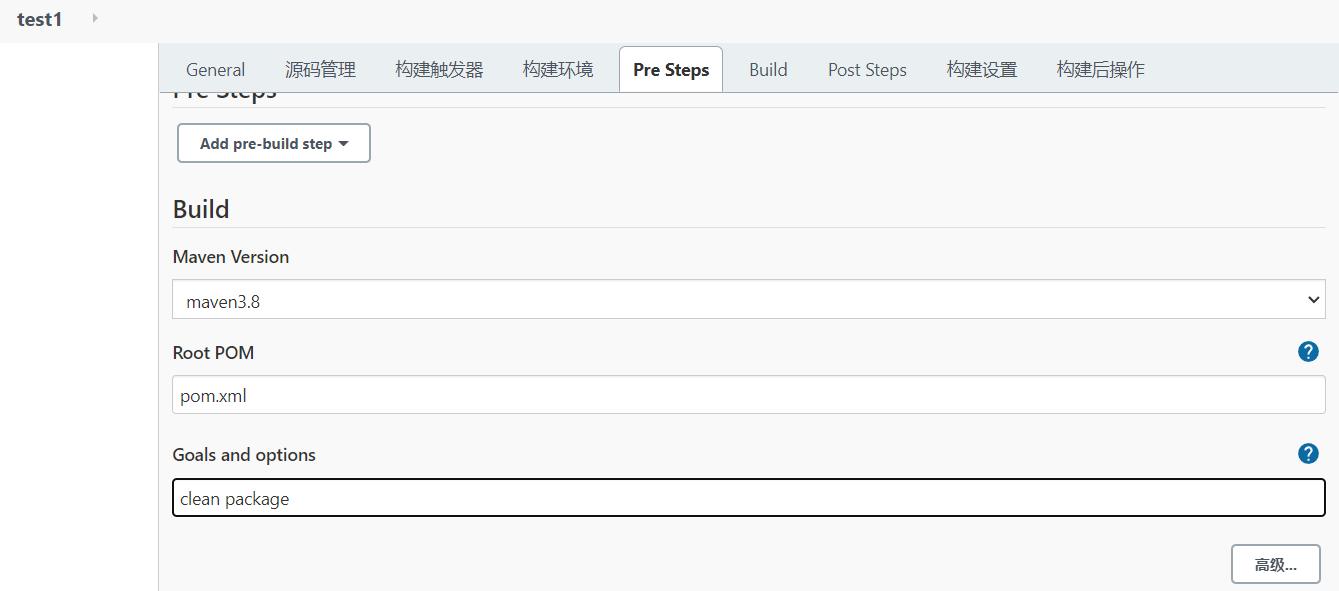 test1
General 源码管理 构建触发器 构建环境 Pre Steps Build Post Steps 构建设置 构建后操作
Pre Steps
Add pre-build step
Build
Maven Version
maven3.8
Root POM
?
pom.xml
Goals and options
?
clean package
高级...